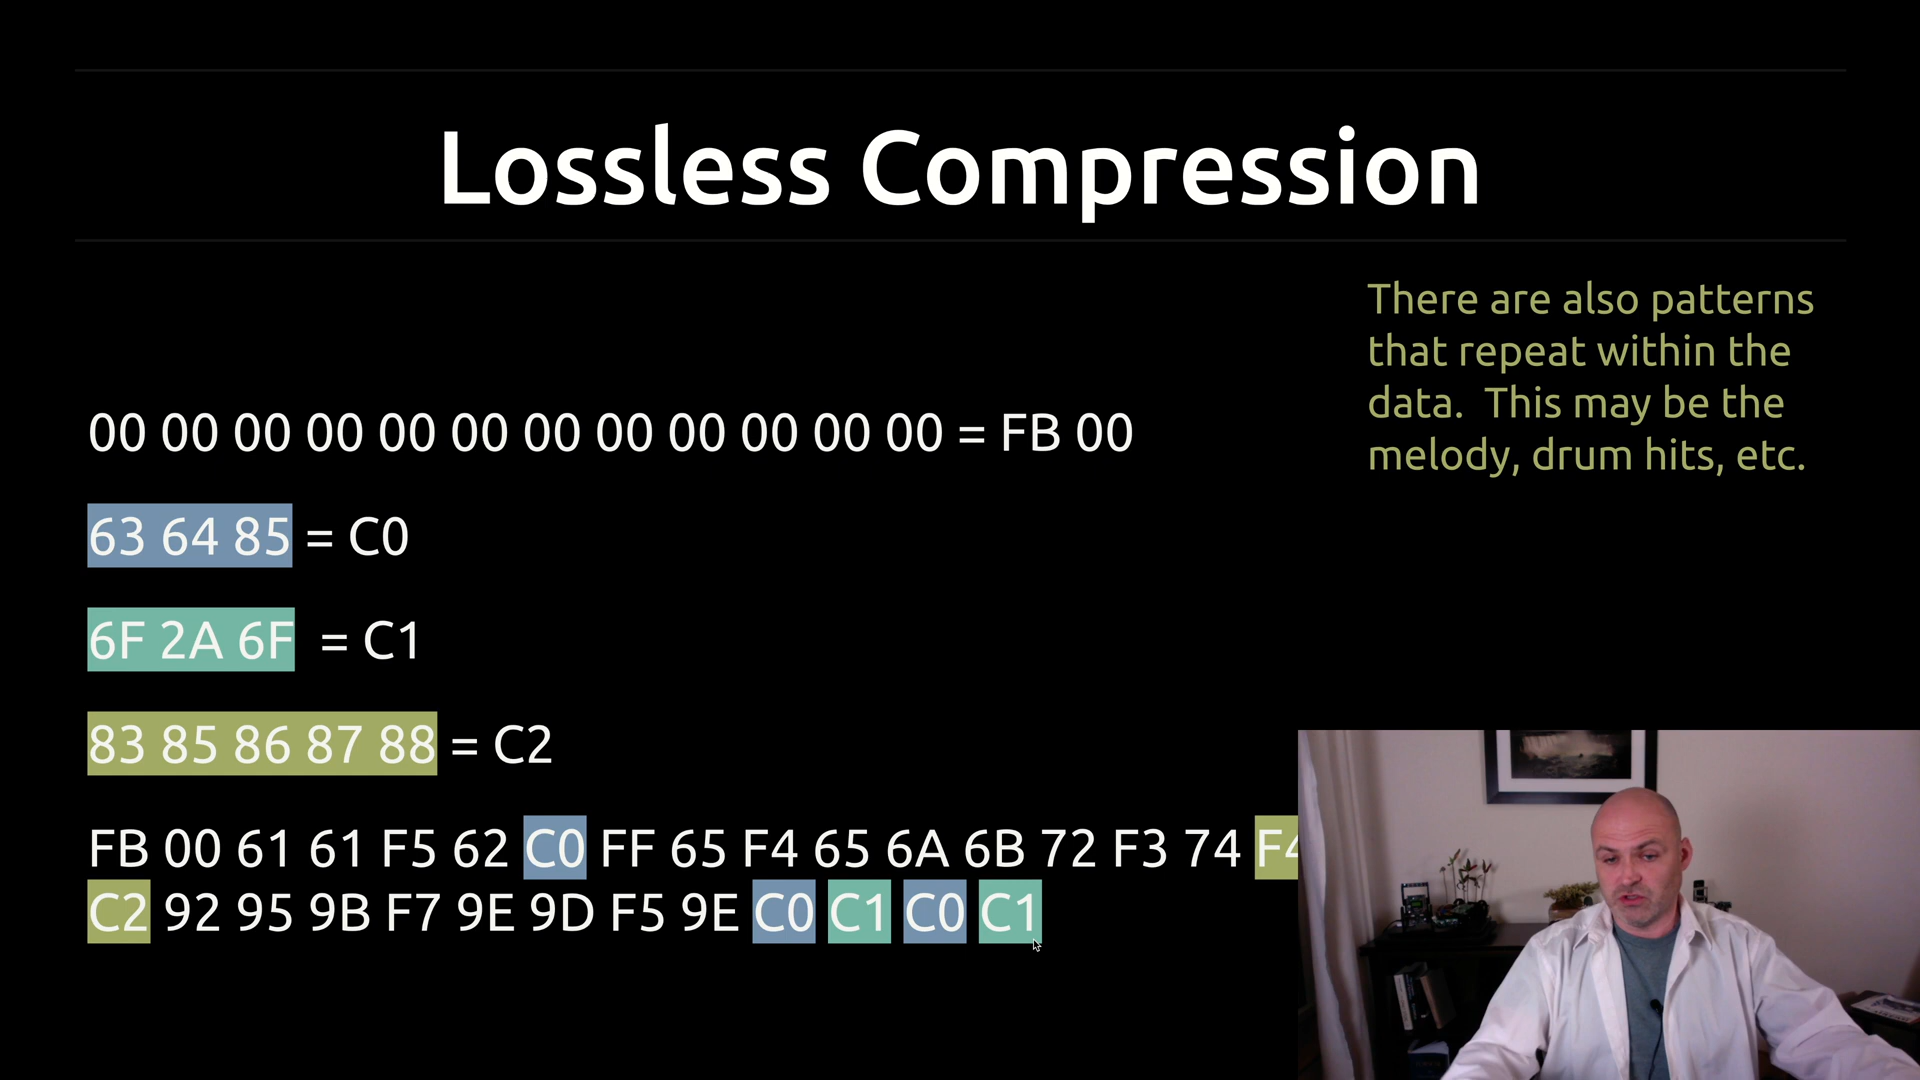 Lossless Compression
There are also patterns
that repeat within the
data. This may be the
melody, drum hits, etc.
00 00 00 00 00 00 00 00 00 00 00 00 = FB 00
63 64 85 = C0
6F 2A 6F = C1
83 85 86 87 88 = C2
FB 00 61 61 F5 62 C0 FF 65 F4 65 6A 6B 72 F3 74
C2 92 95 9B F7 9E 9D F5 9E C0 C1 C0 C1